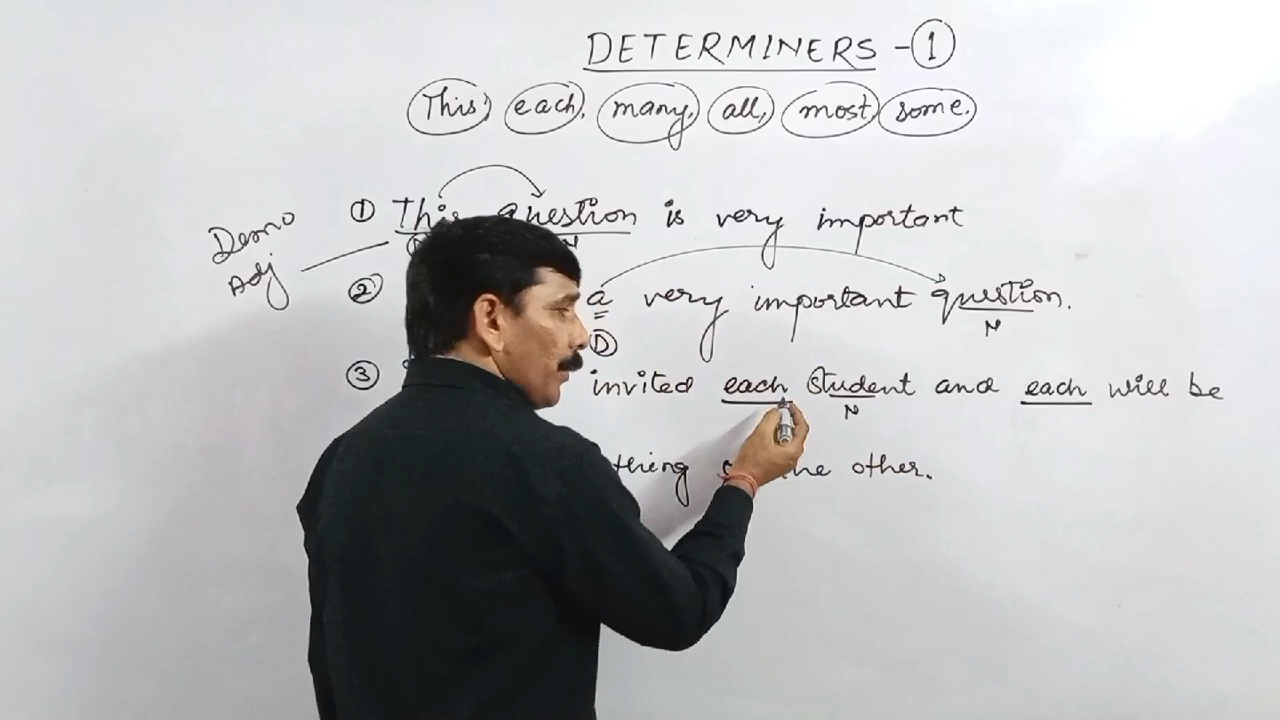 DETERMINERS - 1
This, each, many, all, most, some.
1 This question is very important
D N
Demo
Adj
2 a very important question.
D N
3 invited each student and each will be
N
thing the other.